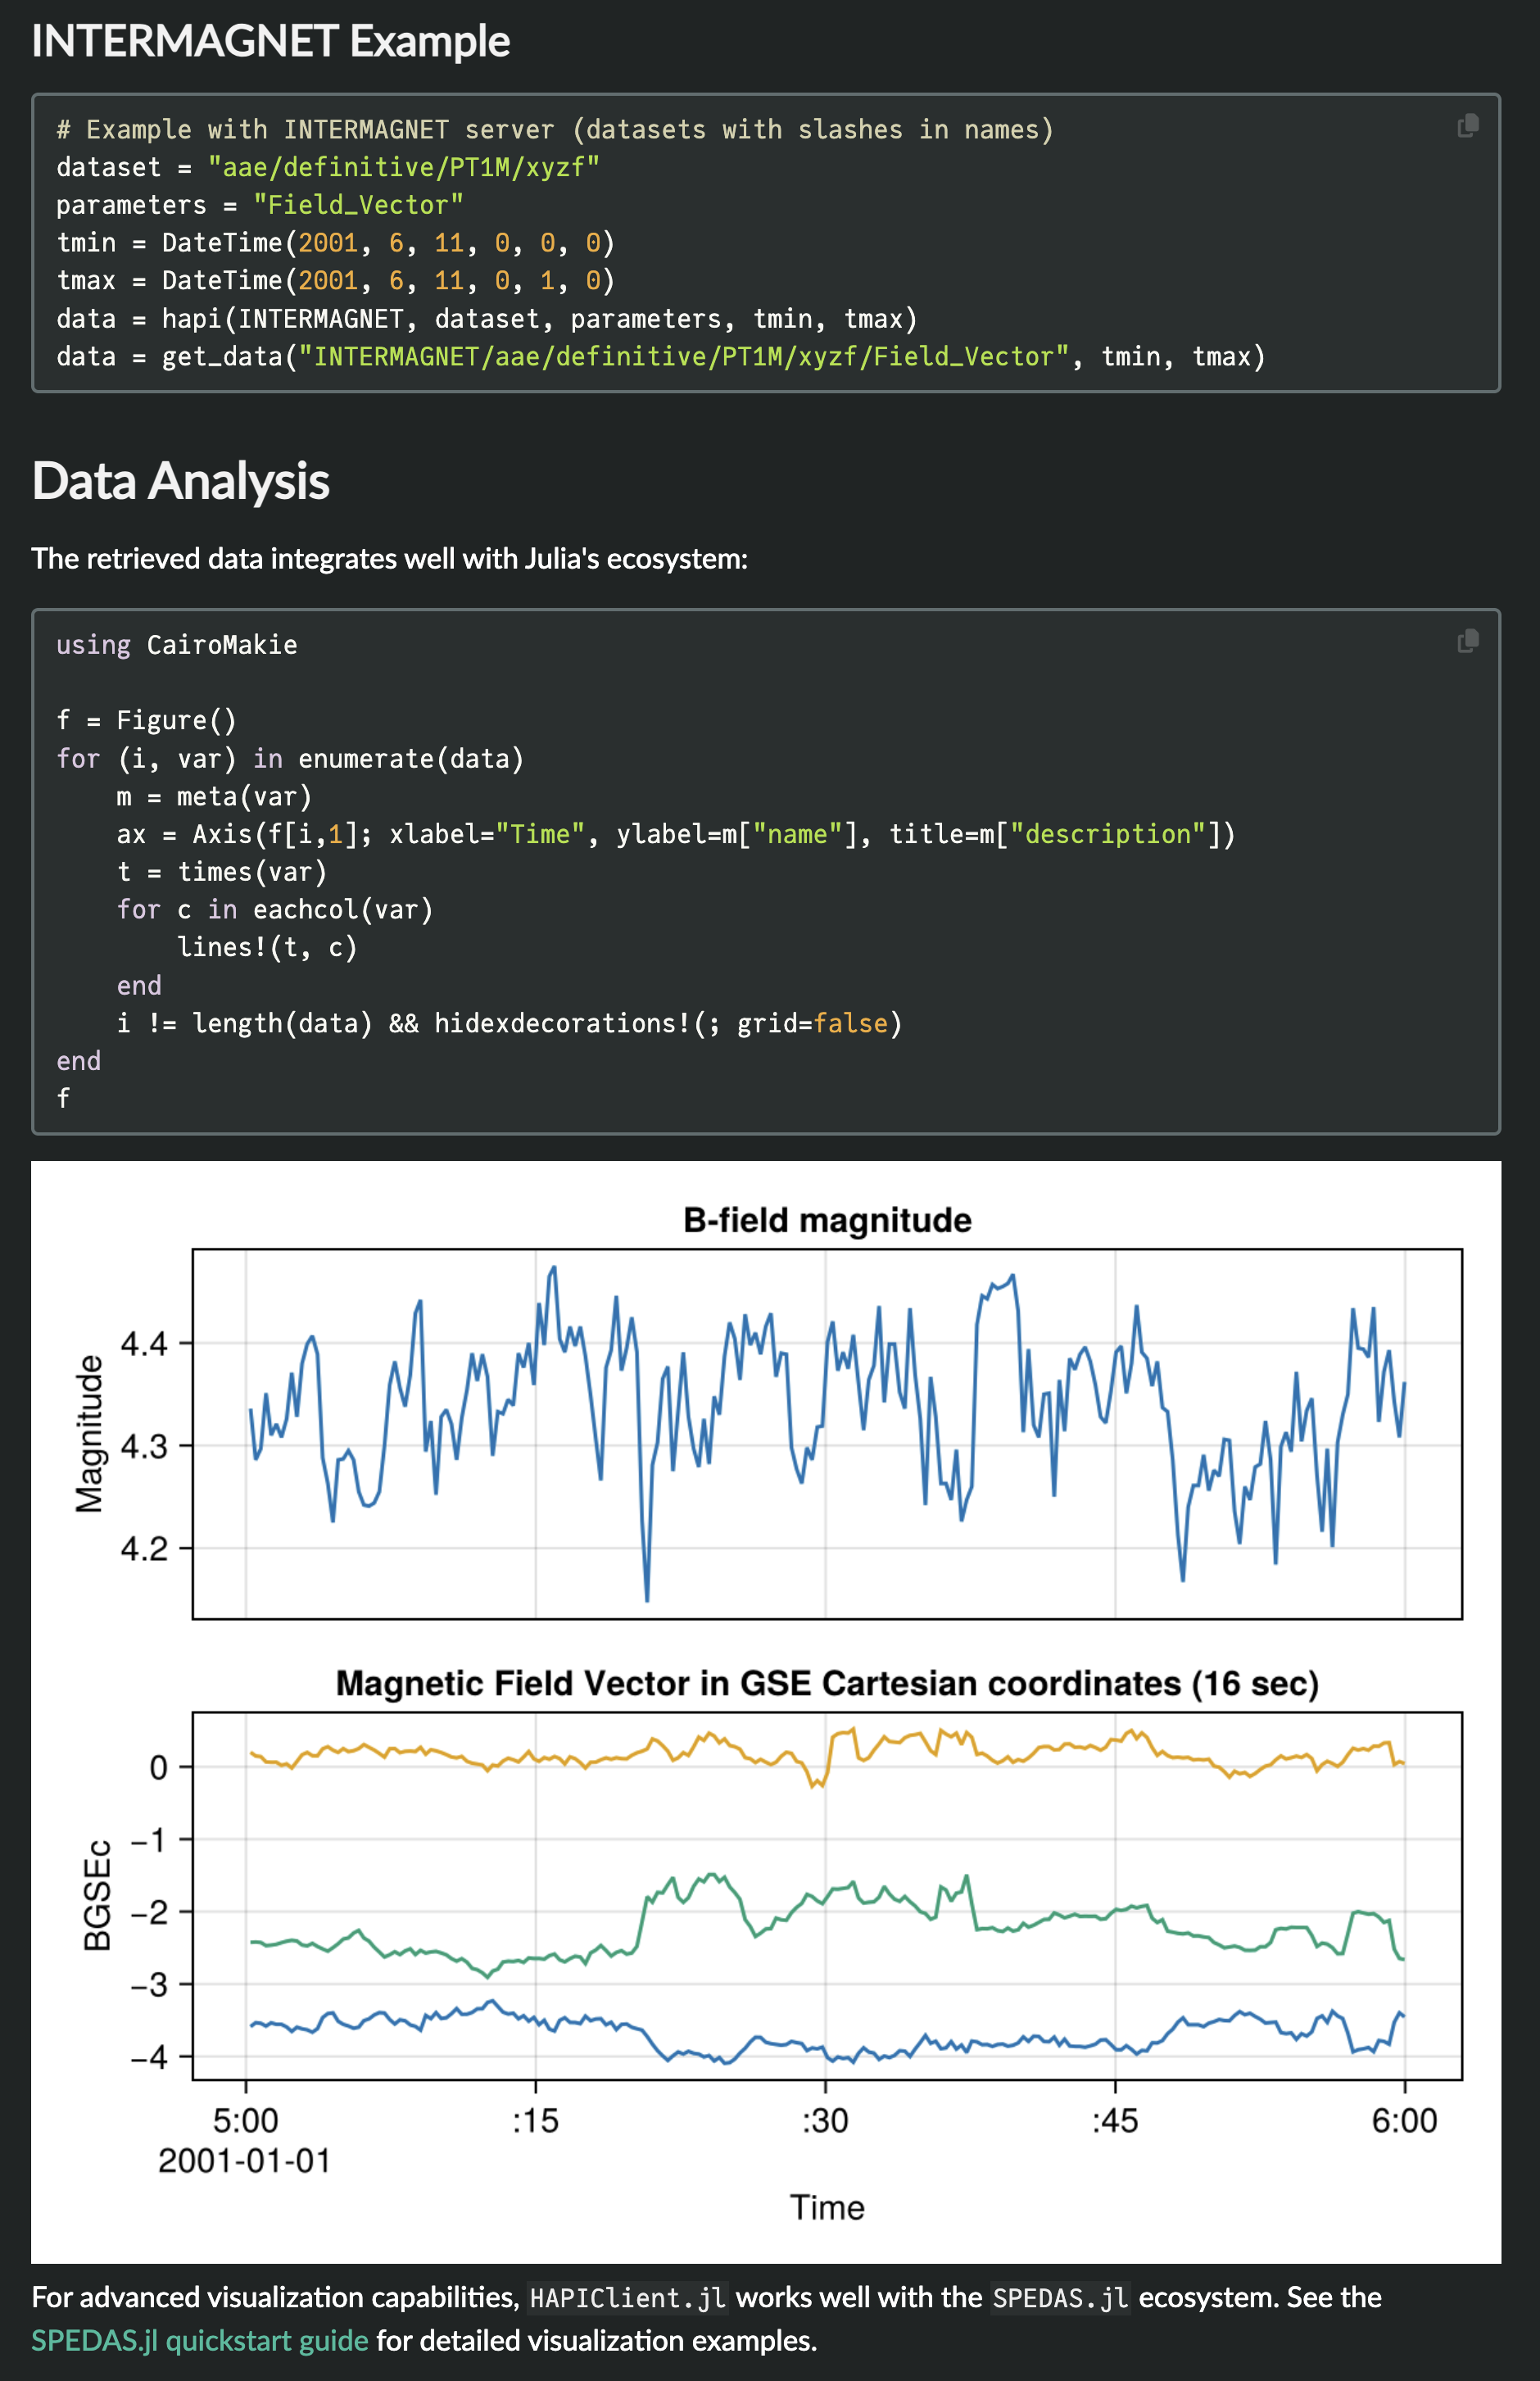 INTERMAGNET Example
# Example with INTERMAGNET server (datasets with slashes in names)
dataset = "aae/definitive/PT1M/xyzf"
parameters = "Field_Vector"
tmin = DateTime(2001, 6, 11, 0, 0, 0)
tmax = DateTime(2001, 6, 11, 0, 1, 0)
data = hapi(INTERMAGNET, dataset, parameters, tmin, tmax)
data = get_data("INTERMAGNET/aae/definitive/PT1M/xyzf/Field_Vector", tmin, tmax)
Data Analysis
The retrieved data integrates well with Julia's ecosystem:
using CairoMakie
f = Figure()
for (i, var) in enumerate(data)
    m = meta(var)
    ax = Axis(f[i,1]; xlabel="Time", ylabel=m["name"], title=m["description"])
    t = times(var)
    for c in eachcol(var)
        lines!(t, c)
    end
    i != length(data) && hidexdecorations!(; grid=false)
end
f
B-field magnitude
Magnitude
4.4
4.3
4.2
Magnetic Field Vector in GSE Cartesian coordinates (16 sec)
BGSEc
0
−1
−2
−3
−4
5:00 :15 :30 :45 6:00
2001-01-01
Time
For advanced visualization capabilities, HAPIClient.jl works well with the SPEDAS.jl ecosystem. See the
SPEDAS.jl quickstart guide for detailed visualization examples.